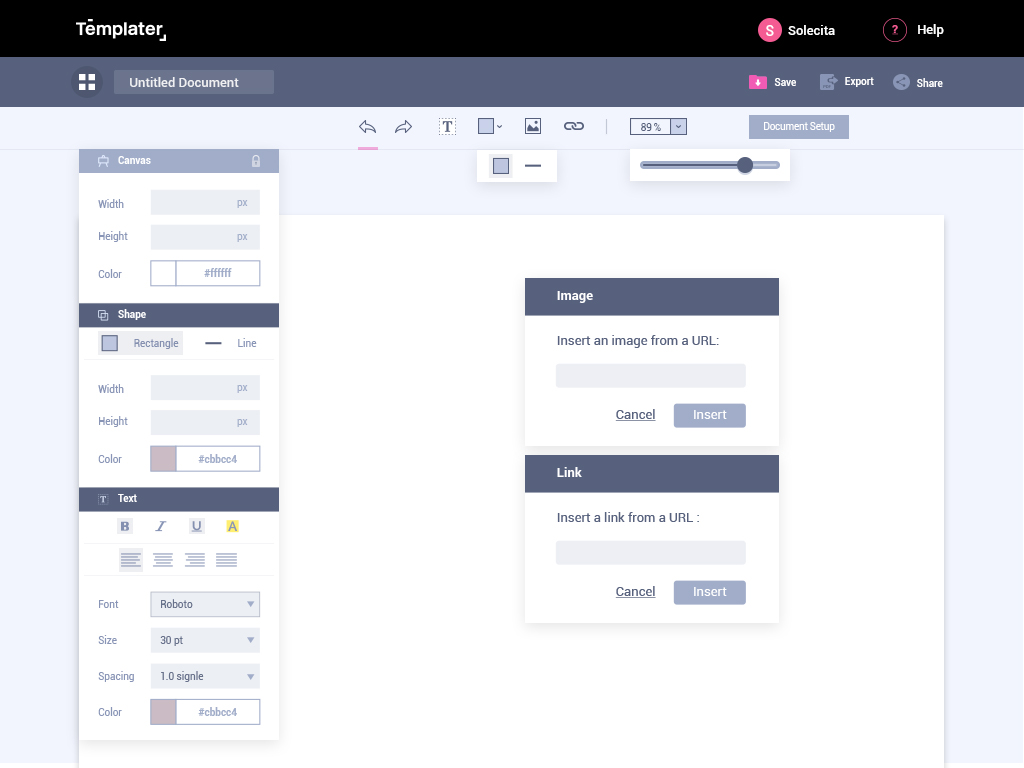 Templater
S Solecita ? Help
Untitled Document Save Export Share
T 89 % Document Setup
Canvas
Width px
Height px
Color #ffffff
Shape
Rectangle Line
Width px
Height px
Color #cbbcc4
T Text
B I U A
Font Roboto
Size 30 pt
Spacing 1.0 signle
Color #cbbcc4
Image
Insert an image from a URL:
Cancel Insert
Link
Insert a link from a URL :
Cancel Insert